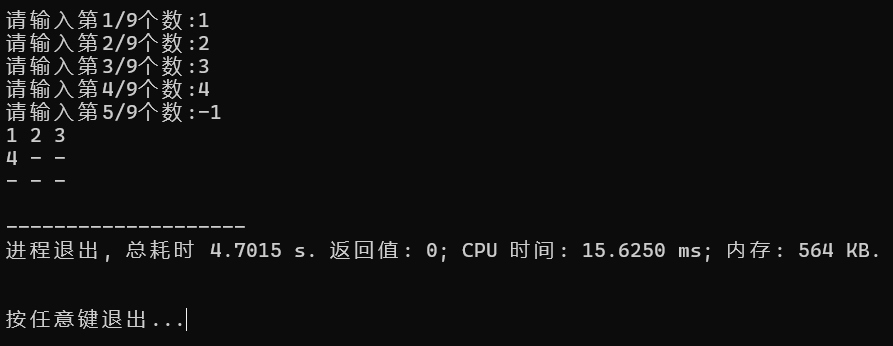 请输入第1/9个数:1
请输入第2/9个数:2
请输入第3/9个数:3
请输入第4/9个数:4
请输入第5/9个数:-1
1 2 3
4 - -
- - -
--------------------
进程退出, 总耗时 4.7015 s. 返回值: 0; CPU 时间: 15.6250 ms; 内存: 564 KB.
按任意键退出...